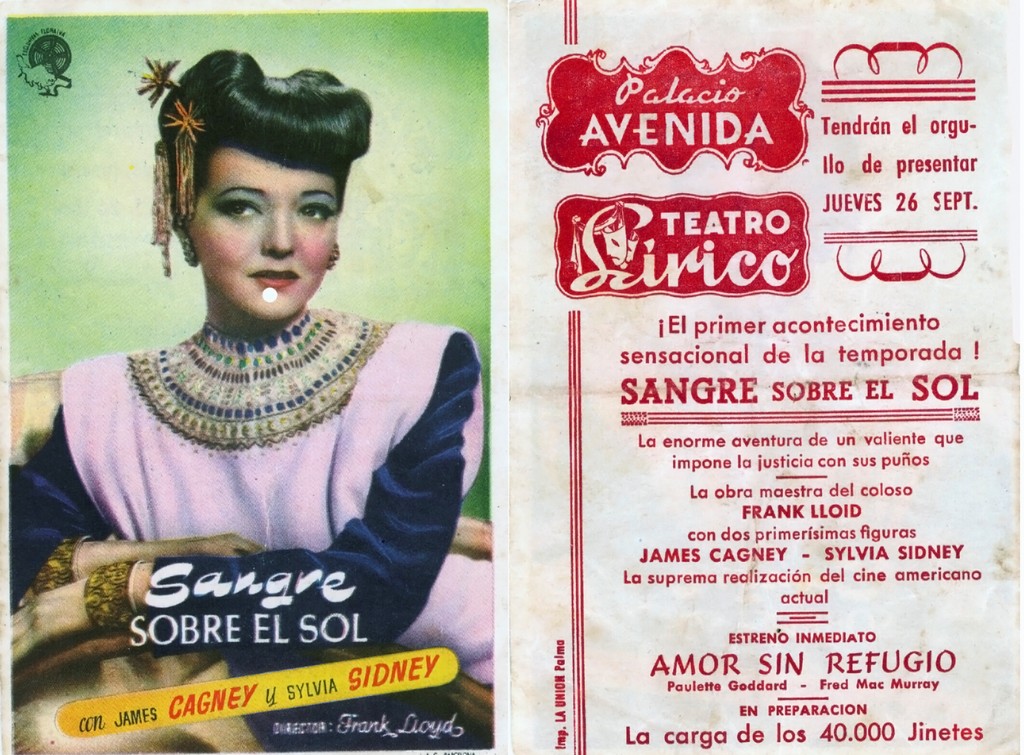 Sangre
SOBRE EL SOL
con JAMES CAGNEY y SYLVIA SIDNEY
DIRECTOR: Frank Lloyd
Palacio
AVENIDA
TEATRO
Lírico
Tendrán el orgu-
llo de presentar
JUEVES 26 SEPT.
¡El primer acontecimiento
sensacional de la temporada !
SANGRE SOBRE EL SOL
La enorme aventura de un valiente que
impone la justicia con sus puños
La obra maestra del coloso
FRANK LLOID
con dos primerísimas figuras
JAMES CAGNEY - SYLVIA SIDNEY
La suprema realización del cine americano
actual
ESTRENO INMEDIATO
AMOR SIN REFUGIO
Paulette Goddard - Fred Mac Murray
EN PREPARACION
La carga de los 40.000 Jinetes
Imp. LA UNION Palma